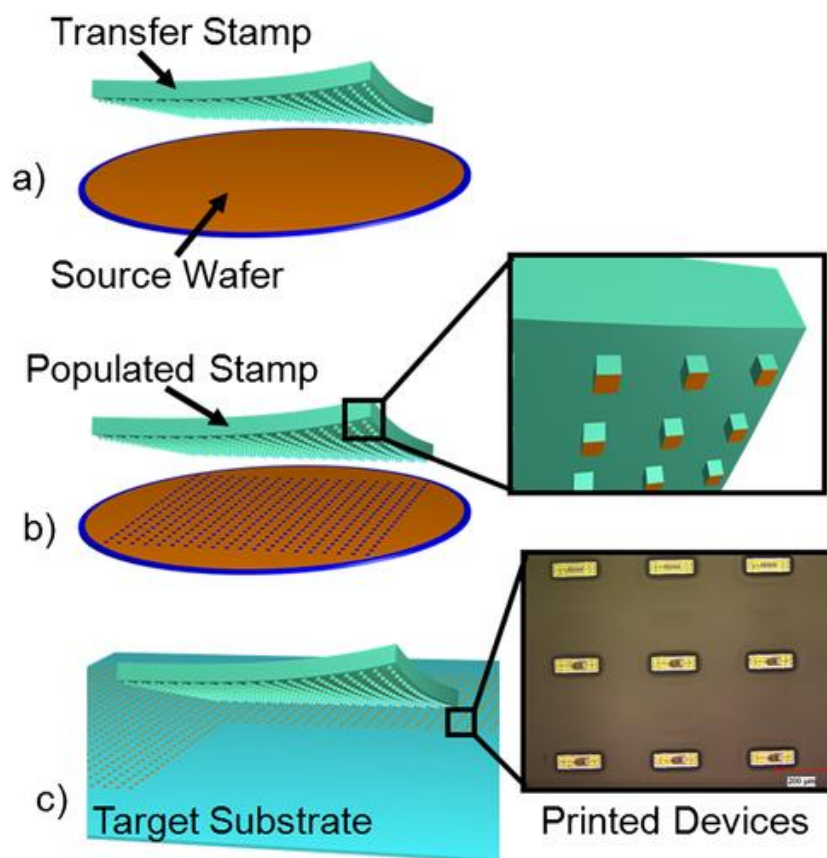 Transfer Stamp
a)
Source Wafer
Populated Stamp
b)
c)
Target Substrate
200 µm
Printed Devices